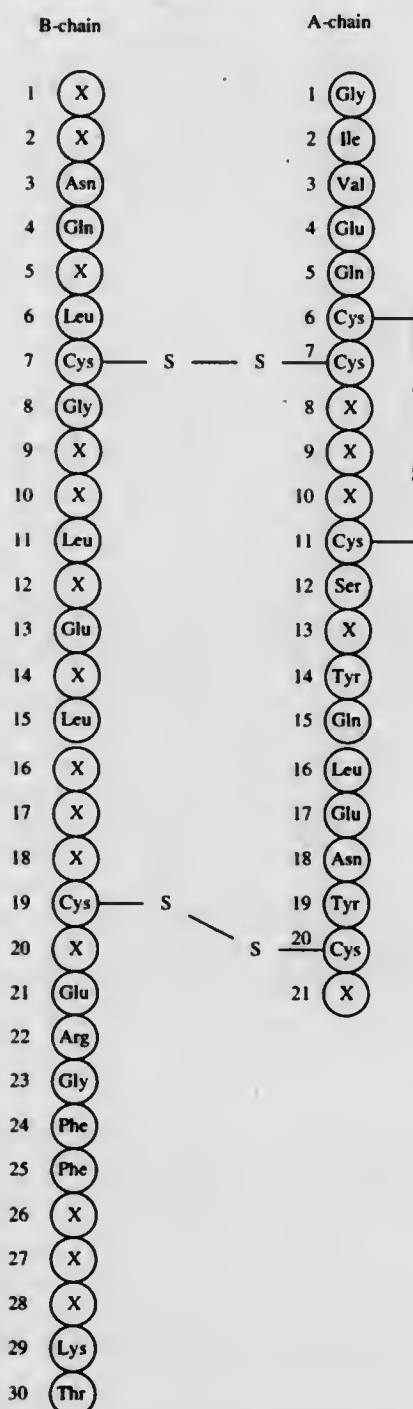 B-chain A-chain
1 X 1 Gly
2 X 2 Ile
3 Asn 3 Val
4 Gln 4 Glu
5 X 5 Gln
6 Leu 6 Cys
7 Cys S S 7 Cys
8 Gly 8 X
9 X 9 X
10 X 10 X
11 Leu 11 Cys
12 X 12 Ser
13 Glu 13 X
14 X 14 Tyr
15 Leu 15 Gln
16 X 16 Leu
17 X 17 Glu
18 X 18 Asn
19 Cys S 19 Tyr
20 X S 20 Cys
21 Glu 21 X
22 Arg
23 Gly
24 Phe
25 Phe
26 X
27 X
28 X
29 Lys
30 Thr